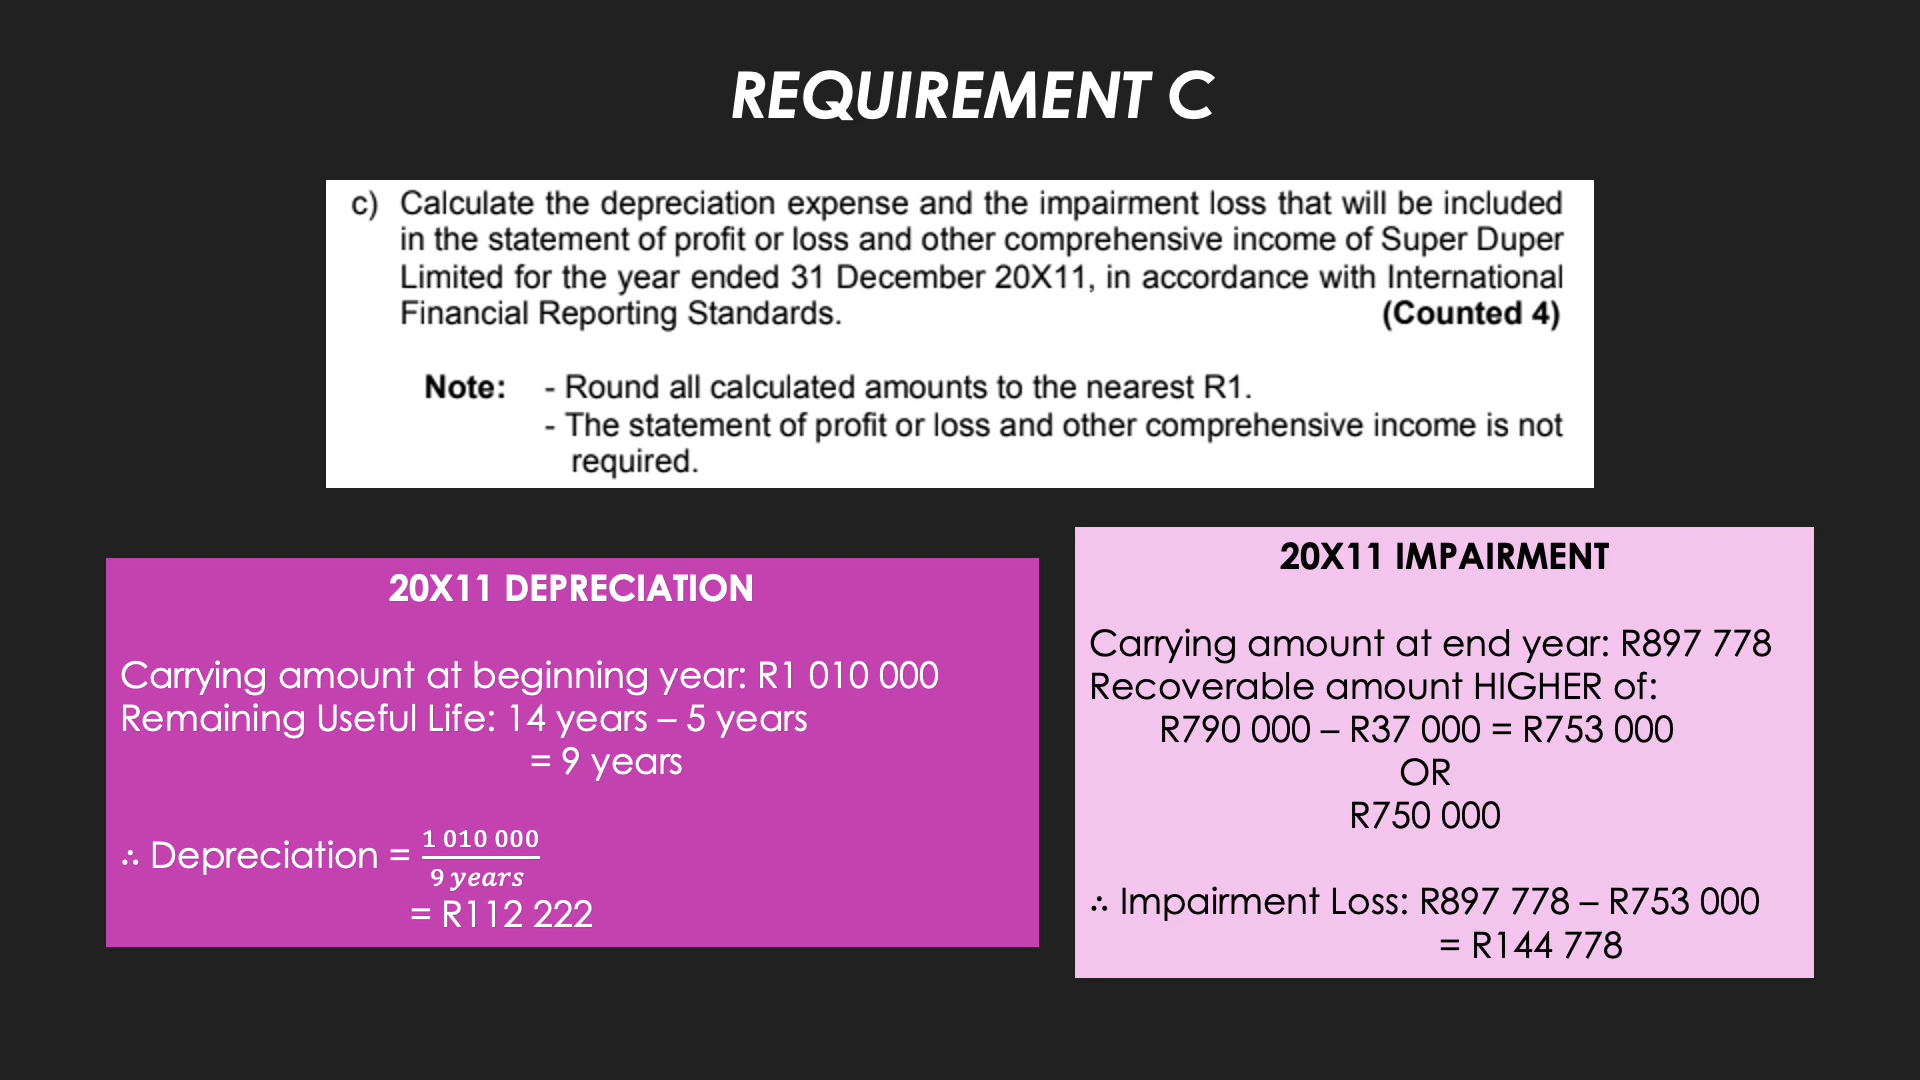 REQUIREMENT C
c) Calculate the depreciation expense and the impairment loss that will be included
in the statement of profit or loss and other comprehensive income of Super Duper
Limited for the year ended 31 December 20X11, in accordance with International
Financial Reporting Standards. (Counted 4)
Note: - Round all calculated amounts to the nearest R1.
- The statement of profit or loss and other comprehensive income is not
required.
20X11 DEPRECIATION
Carrying amount at beginning year: R1 010 000
Remaining Useful Life: 14 years – 5 years
= 9 years
∴ Depreciation = 1 010 000
9 years
= R112 222
20X11 IMPAIRMENT
Carrying amount at end year: R897 778
Recoverable amount HIGHER of:
R790 000 – R37 000 = R753 000
OR
R750 000
∴ Impairment Loss: R897 778 – R753 000
= R144 778